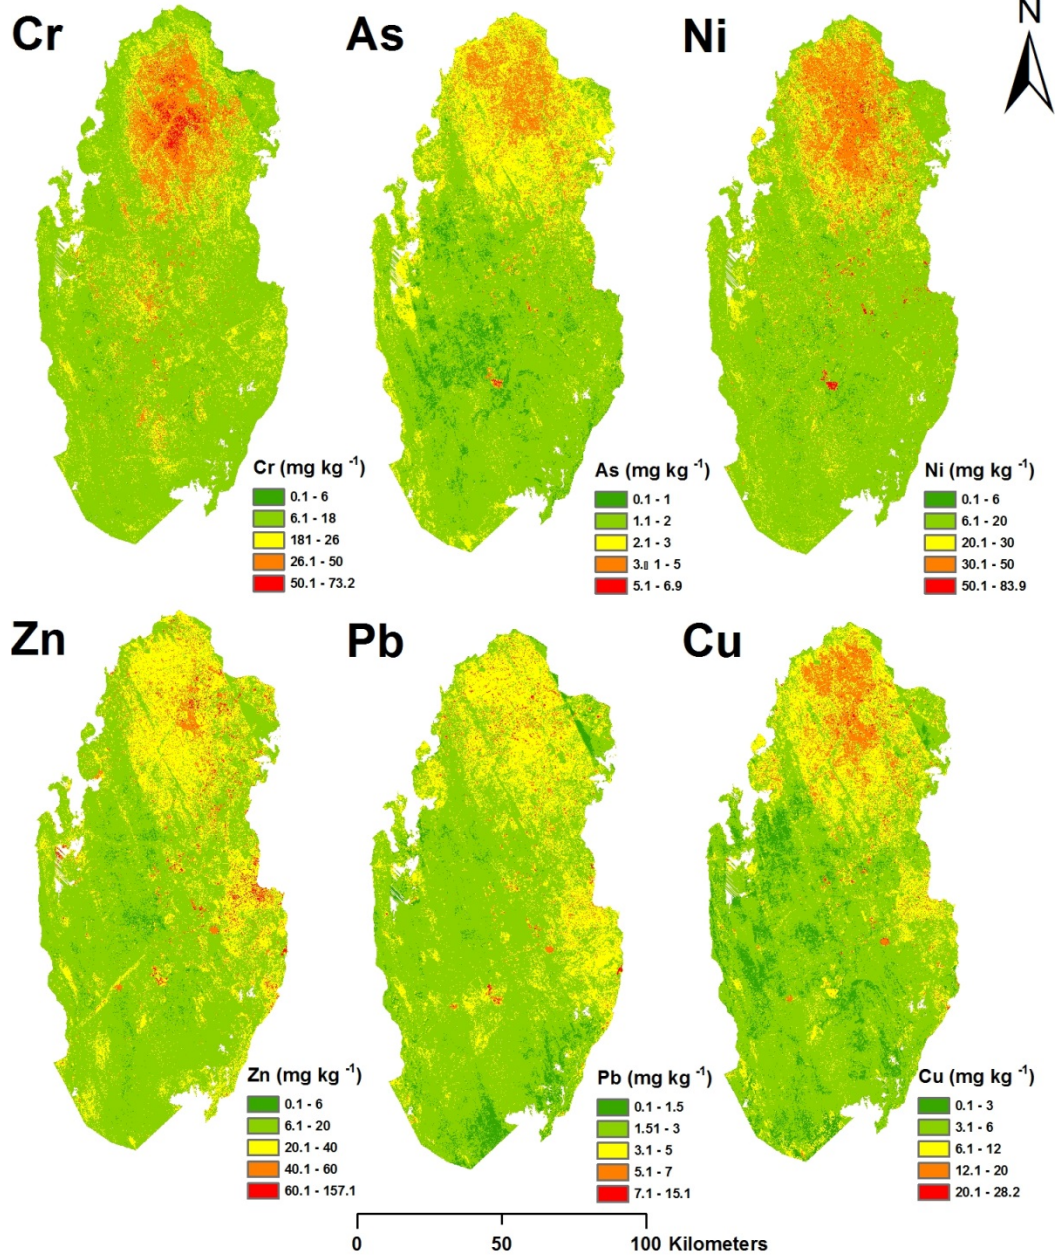 Cr
As
Ni
N
Cr (mg kg -1)
0.1 - 6
6.1 - 18
181 - 26
26.1 - 50
50.1 - 73.2
As (mg kg -1)
0.1 - 1
1.1 - 2
2.1 - 3
3.▯ 1 - 5
5.1 - 6.9
Ni (mg kg -1)
0.1 - 6
6.1 - 20
20.1 - 30
30.1 - 50
50.1 - 83.9
Zn
Pb
Cu
Zn (mg kg -1)
0.1 - 6
6.1 - 20
20.1 - 40
40.1 - 60
60.1 - 157.1
Pb (mg kg -1)
0.1 - 1.5
1.51 - 3
3.1 - 5
5.1 - 7
7.1 - 15.1
Cu (mg kg -1)
0.1 - 3
3.1 - 6
6.1 - 12
12.1 - 20
20.1 - 28.2
0 50 100 Kilometers